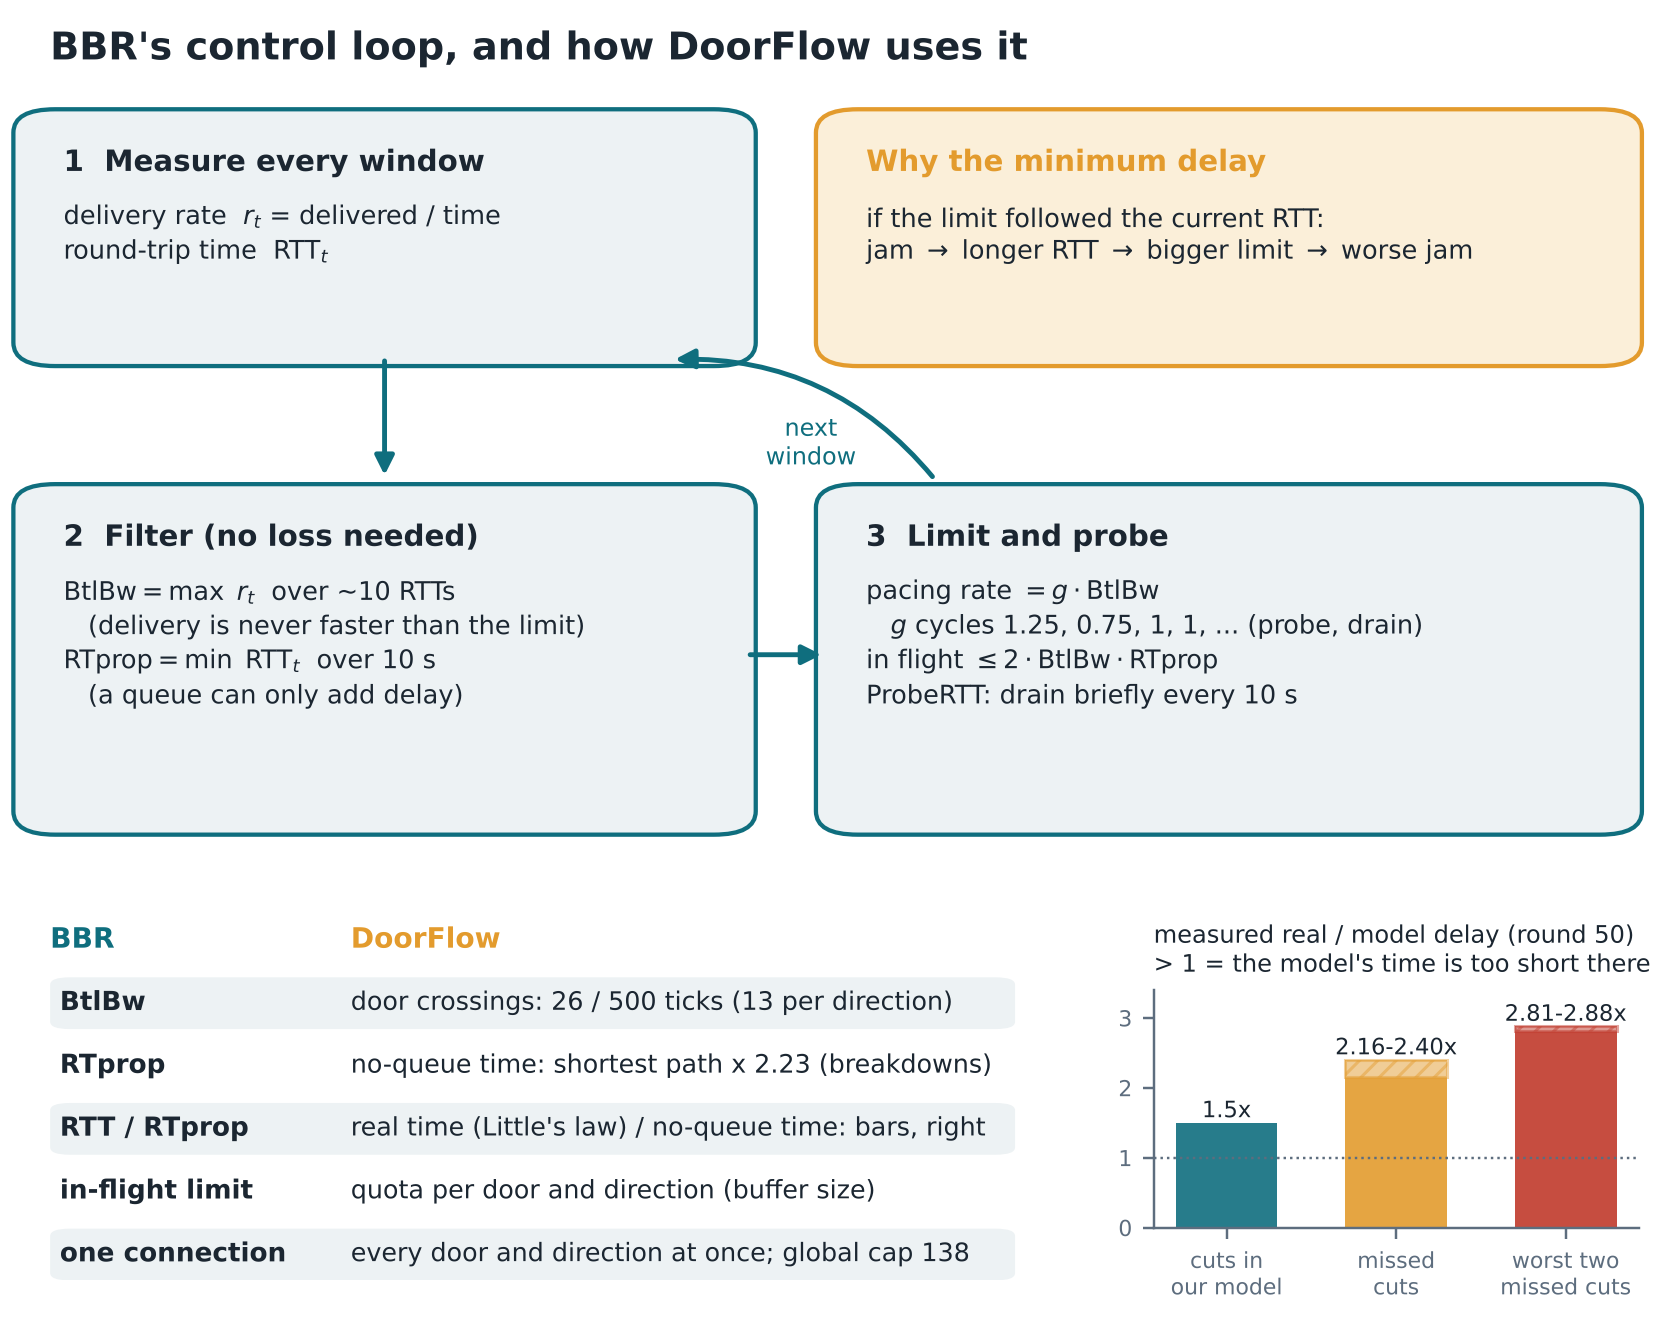 BBR's control loop, and how DoorFlow uses it
1 Measure every window
delivery rate r_t = delivered / time
round-trip time RTT_t
Why the minimum delay
if the limit followed the current RTT:
jam → longer RTT → bigger limit → worse jam
next
window
2 Filter (no loss needed)
BtlBw = max r_t over ~10 RTTs
(delivery is never faster than the limit)
RTprop = min RTT_t over 10 s
(a queue can only add delay)
3 Limit and probe
pacing rate = g · BtlBw
g cycles 1.25, 0.75, 1, 1, ... (probe, drain)
in flight ≤ 2 · BtlBw · RTprop
ProbeRTT: drain briefly every 10 s
BBR DoorFlow
BtlBw door crossings: 26 / 500 ticks (13 per direction)
RTprop no-queue time: shortest path x 2.23 (breakdowns)
RTT / RTprop real time (Little's law) / no-queue time: bars, right
in-flight limit quota per door and direction (buffer size)
one connection every door and direction at once; global cap 138
measured real / model delay (round 50)
> 1 = the model's time is too short there
3
2
1
0
1.5x
2.16-2.40x
2.81-2.88x
cuts in
our model
missed
cuts
worst two
missed cuts